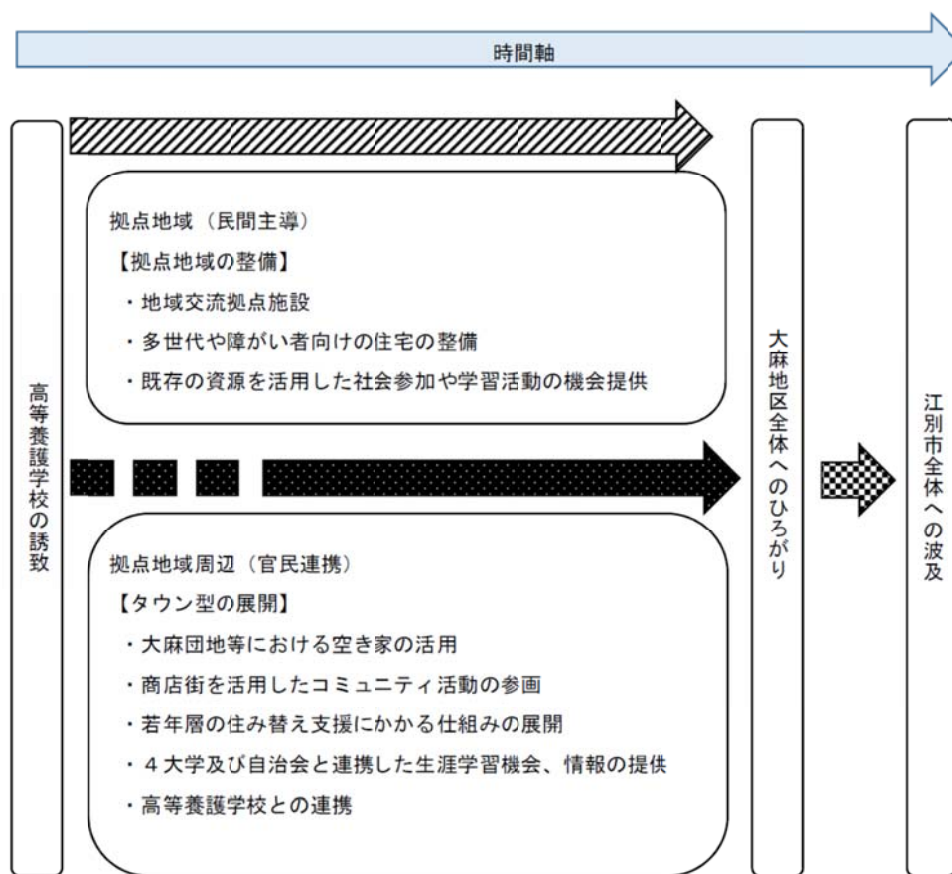 時間軸
高等養護学校の誘致
拠点地域（民間主導）
【拠点地域の整備】
・地域交流拠点施設
・多世代や障がい者向けの住宅の整備
・既存の資源を活用した社会参加や学習活動の機会提供
拠点地域周辺（官民連携）
【タウン型の展開】
・大麻団地等における空き家の活用
・商店街を活用したコミュニティ活動の参画
・若年層の住み替え支援にかかる仕組みの展開
・４大学及び自治会と連携した生涯学習機会、情報の提供
・高等養護学校との連携
大麻地区全体へのひろがり
江別市全体への波及